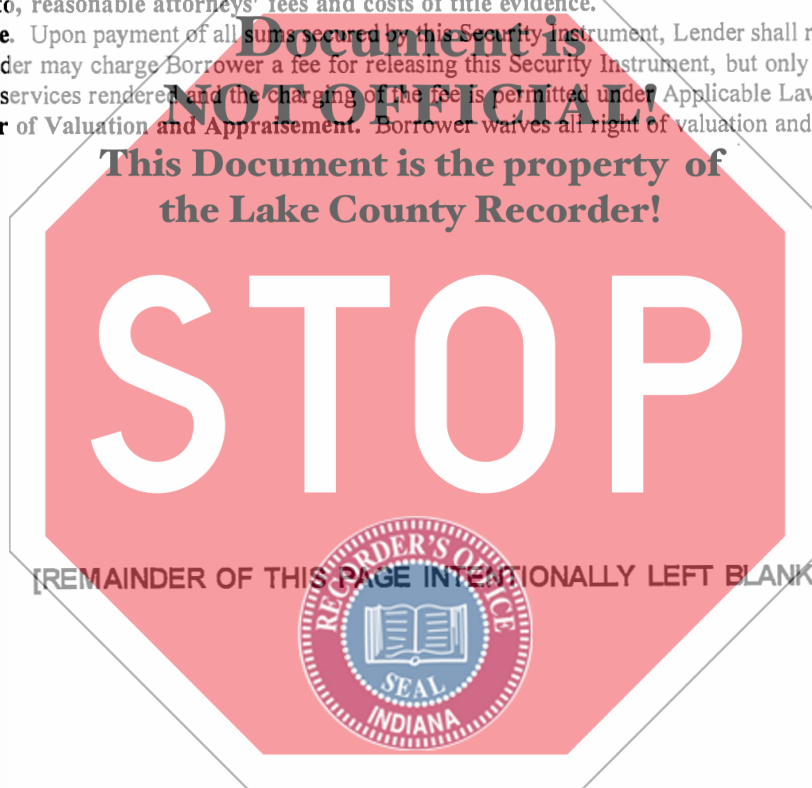 to, reasonable attorneys' fees and costs of title evidence.
e. Upon payment of all sums secured by this Security Instrument, Lender shall r
der may charge Borrower a fee for releasing this Security Instrument, but only
services rendered and the charging of the fee is permitted under Applicable Lav
r of Valuation and Appraisement. Borrower waives all right of valuation and
Document is
NOT OFFICIAL!
This Document is the property of
the Lake County Recorder!
STOP
[REMAINDER OF THIS PAGE INTENTIONALLY LEFT BLANK
RECORDER'S OFFICE
SEAL
INDIANA